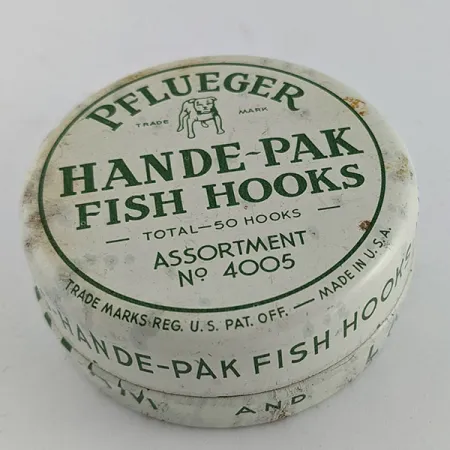 PFLUEGER
TRADE MARK
HANDE-PAK
FISH HOOKS
— TOTAL—50 HOOKS —
ASSORTMENT
Nº 4005
TRADE MARKS REG. U.S. PAT. OFF. — MADE IN U.S.A.
HANDE-PAK FISH HOOKS
AND